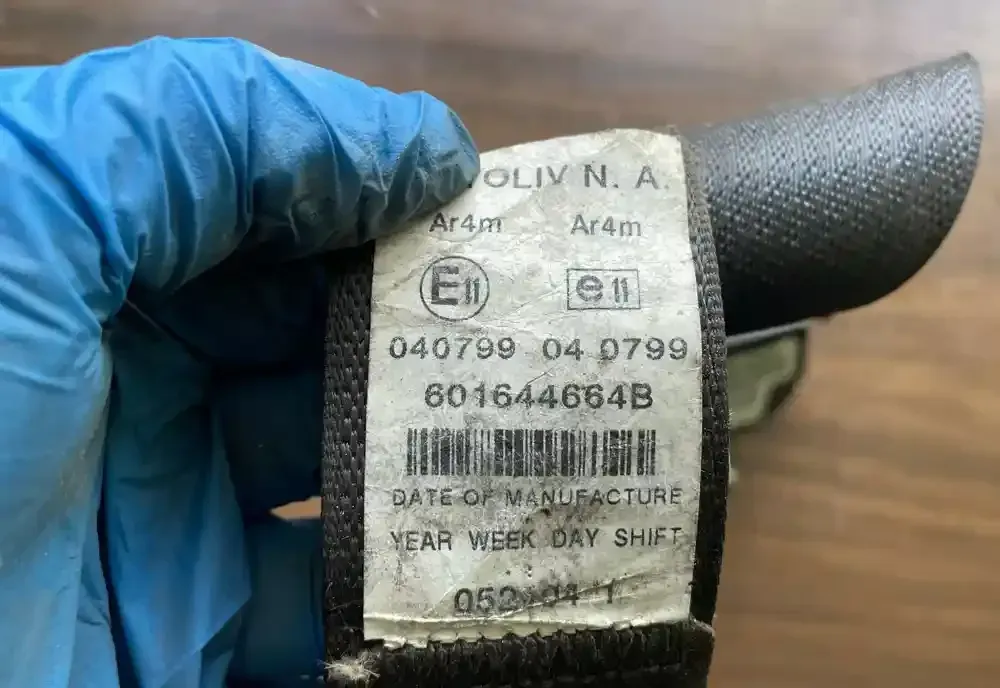 OLIV N. A.
Ar4m Ar4m
E11 e11
040799 04 0799
601644664B
DATE OF MANUFACTURE
YEAR WEEK DAY SHIFT